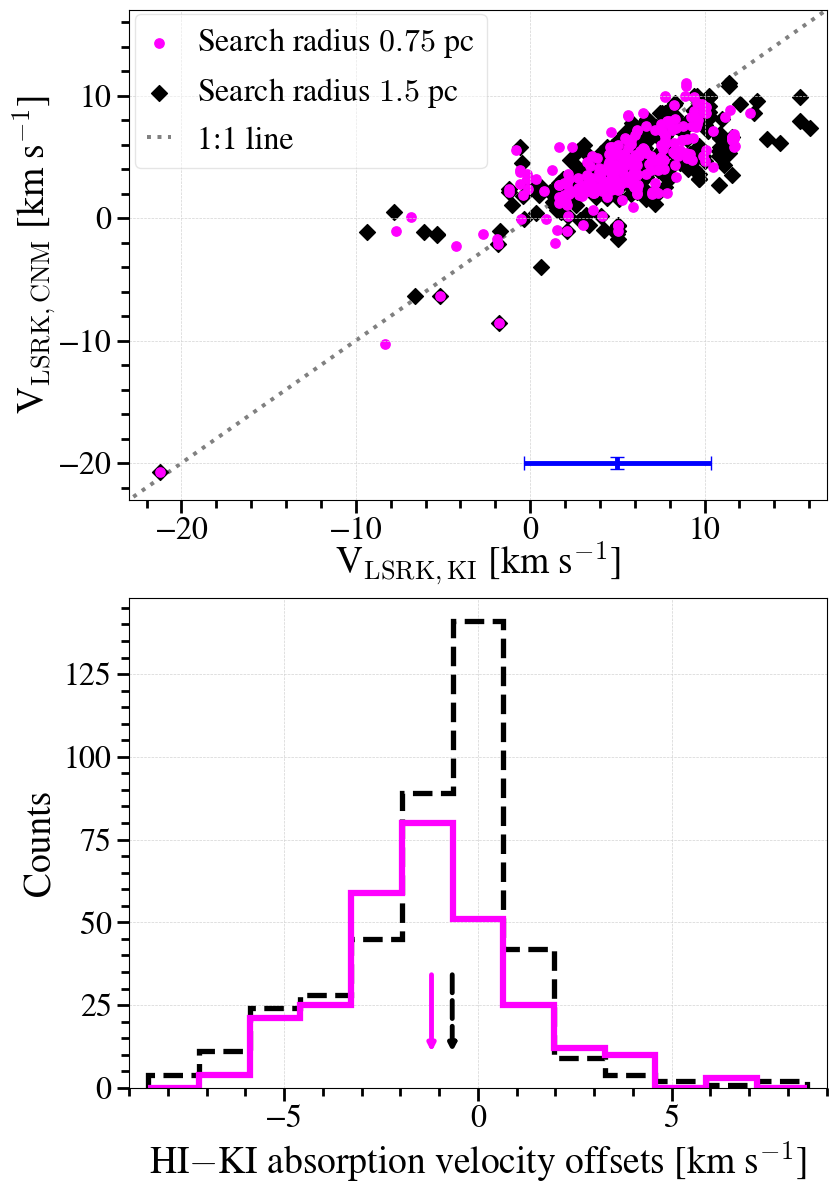 Search radius 0.75 pc
Search radius 1.5 pc
1:1 line
10
0
−10
−20
V_LSRK, CNM [km s⁻¹]
−20 −10 0 10
V_LSRK, KI [km s⁻¹]
125
100
75
50
25
0
Counts
−5 0 5
HI−KI absorption velocity offsets [km s⁻¹]